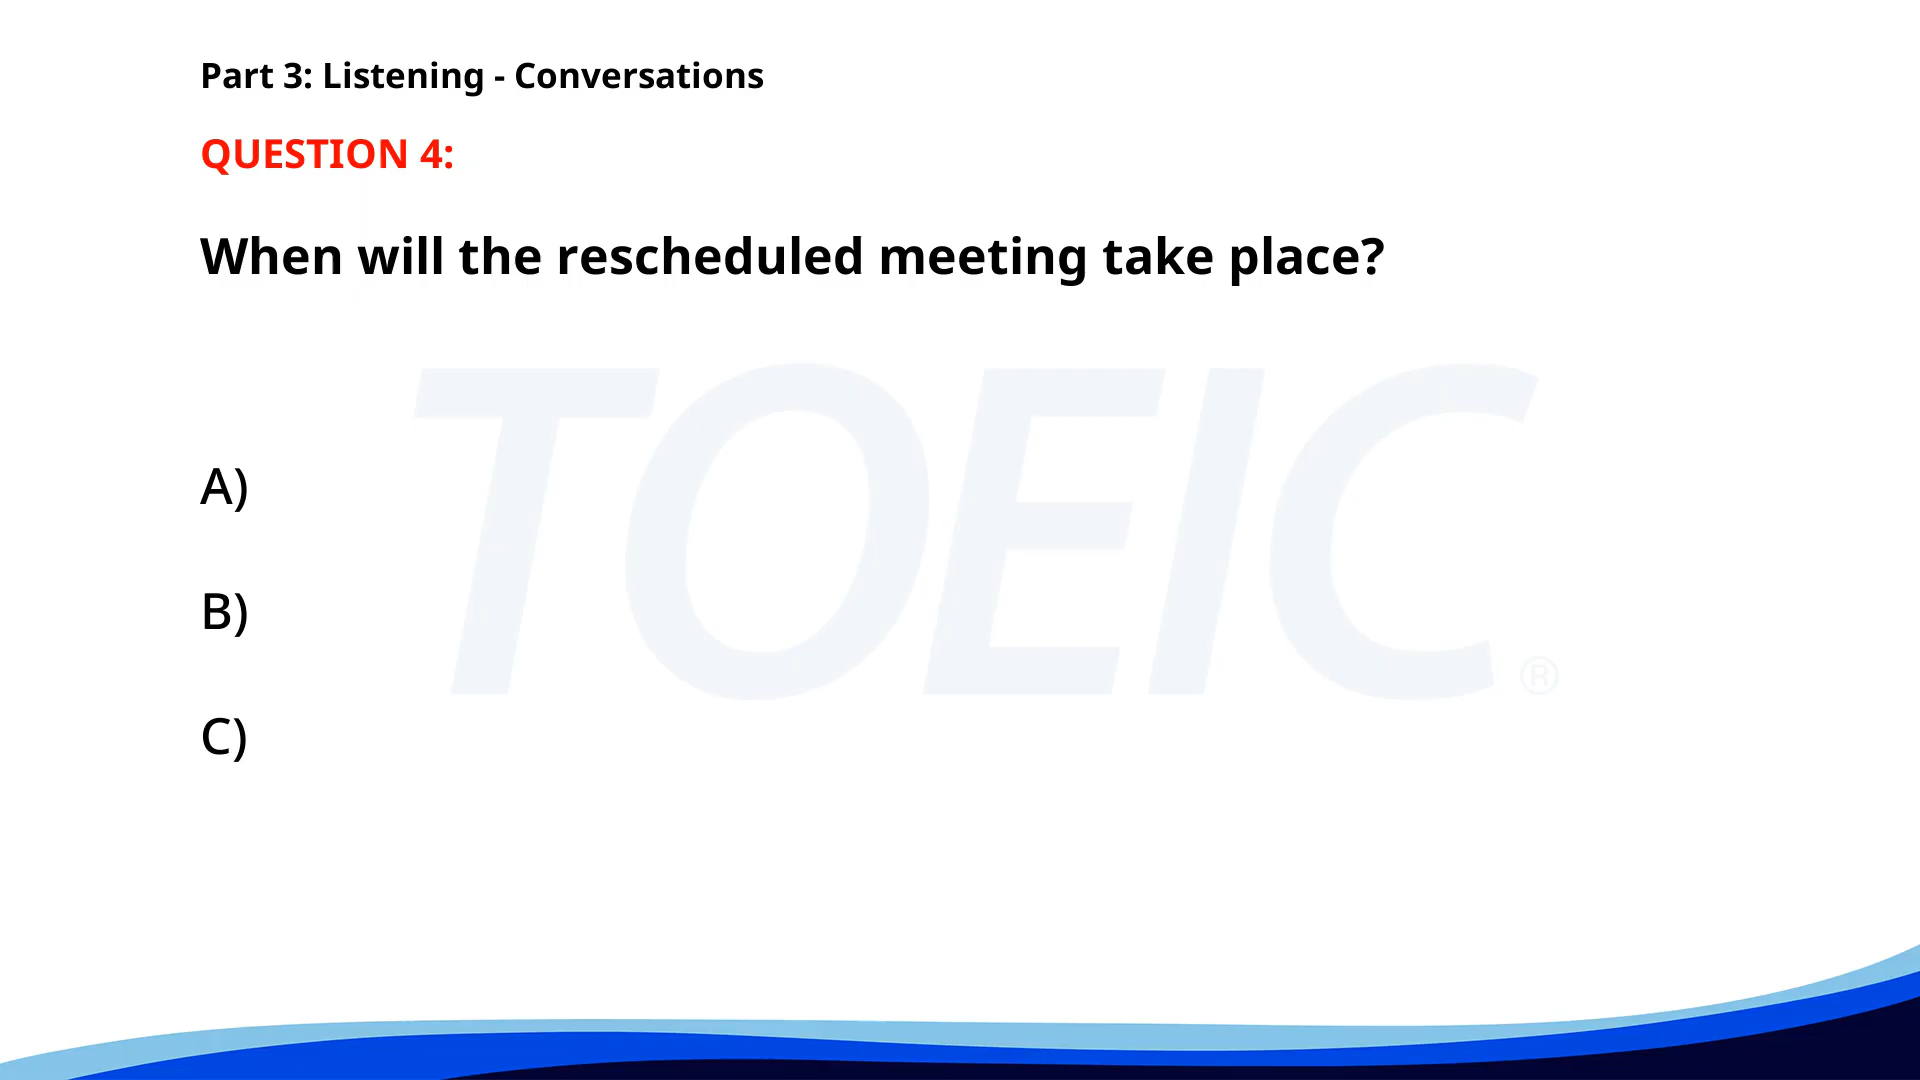 Part 3: Listening - Conversations
QUESTION 4:
When will the rescheduled meeting take place?
TOEIC®
A)
B)
C)